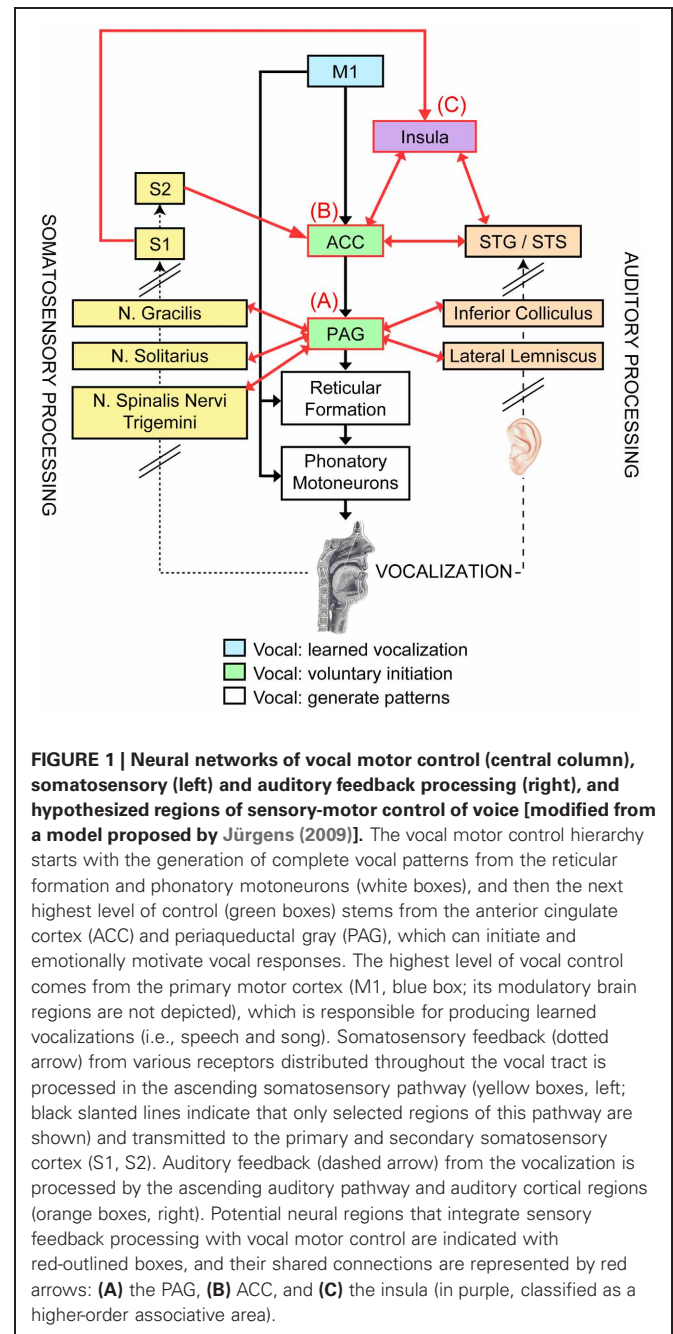 M1
(C)
Insula
S2
(B)
S1
ACC
STG / STS
SOMATOSENSORY PROCESSING
AUDITORY PROCESSING
(A)
N. Gracilis
PAG
Inferior Colliculus
N. Solitarius
Lateral Lemniscus
N. Spinalis Nervi
Trigemini
Reticular
Formation
Phonatory
Motoneurons
VOCALIZATION
Vocal: learned vocalization
Vocal: voluntary initiation
Vocal: generate patterns
FIGURE 1 | Neural networks of vocal motor control (central column),
somatosensory (left) and auditory feedback processing (right), and
hypothesized regions of sensory-motor control of voice [modified from
a model proposed by Jürgens (2009)]. The vocal motor control hierarchy
starts with the generation of complete vocal patterns from the reticular
formation and phonatory motoneurons (white boxes), and then the next
highest level of control (green boxes) stems from the anterior cingulate
cortex (ACC) and periaqueductal gray (PAG), which can initiate and
emotionally motivate vocal responses. The highest level of vocal control
comes from the primary motor cortex (M1, blue box; its modulatory brain
regions are not depicted), which is responsible for producing learned
vocalizations (i.e., speech and song). Somatosensory feedback (dotted
arrow) from various receptors distributed throughout the vocal tract is
processed in the ascending somatosensory pathway (yellow boxes, left;
black slanted lines indicate that only selected regions of this pathway are
shown) and transmitted to the primary and secondary somatosensory
cortex (S1, S2). Auditory feedback (dashed arrow) from the vocalization is
processed by the ascending auditory pathway and auditory cortical regions
(orange boxes, right). Potential neural regions that integrate sensory
feedback processing with vocal motor control are indicated with
red-outlined boxes, and their shared connections are represented by red
arrows: (A) the PAG, (B) ACC, and (C) the insula (in purple, classified as a
higher-order associative area).